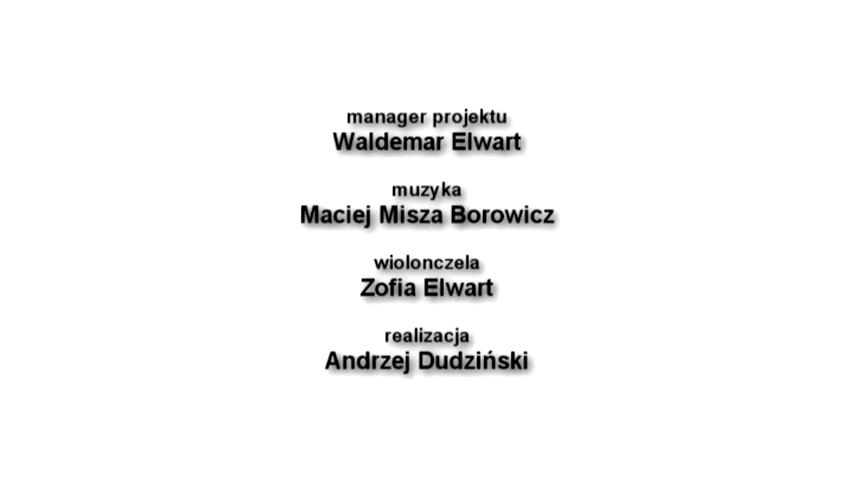 manager projektu
Waldemar Elwart
muzyka
Maciej Misza Borowicz
wiolonczela
Zofia Elwart
realizacja
Andrzej Dudziński